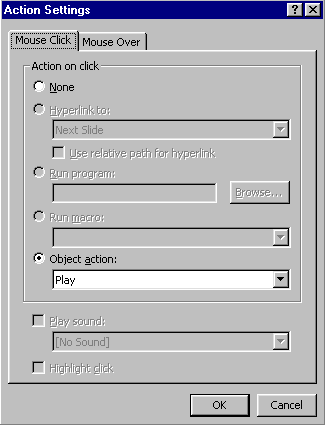 Action Settings
Mouse Click Mouse Over
Action on click
None
Hyperlink to:
Next Slide
Use relative path for hyperlink
Run program:
Browse...
Run macro:
Object action:
Play
Play sound:
[No Sound]
Highlight click
OK Cancel